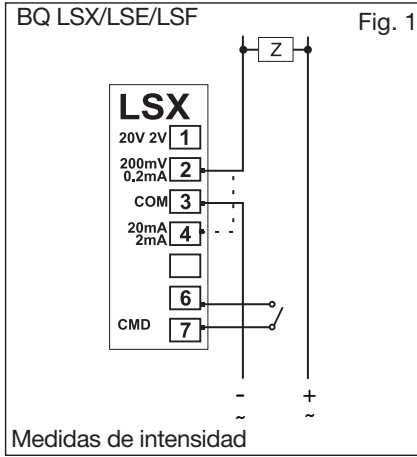 BQ LSX/LSE/LSF
Fig. 1
Z
LSX
20V 2V 1
200mV
0.2mA 2
COM 3
20mA
2mA 4
6
CMD 7
- +
~ ~
Medidas de intensidad